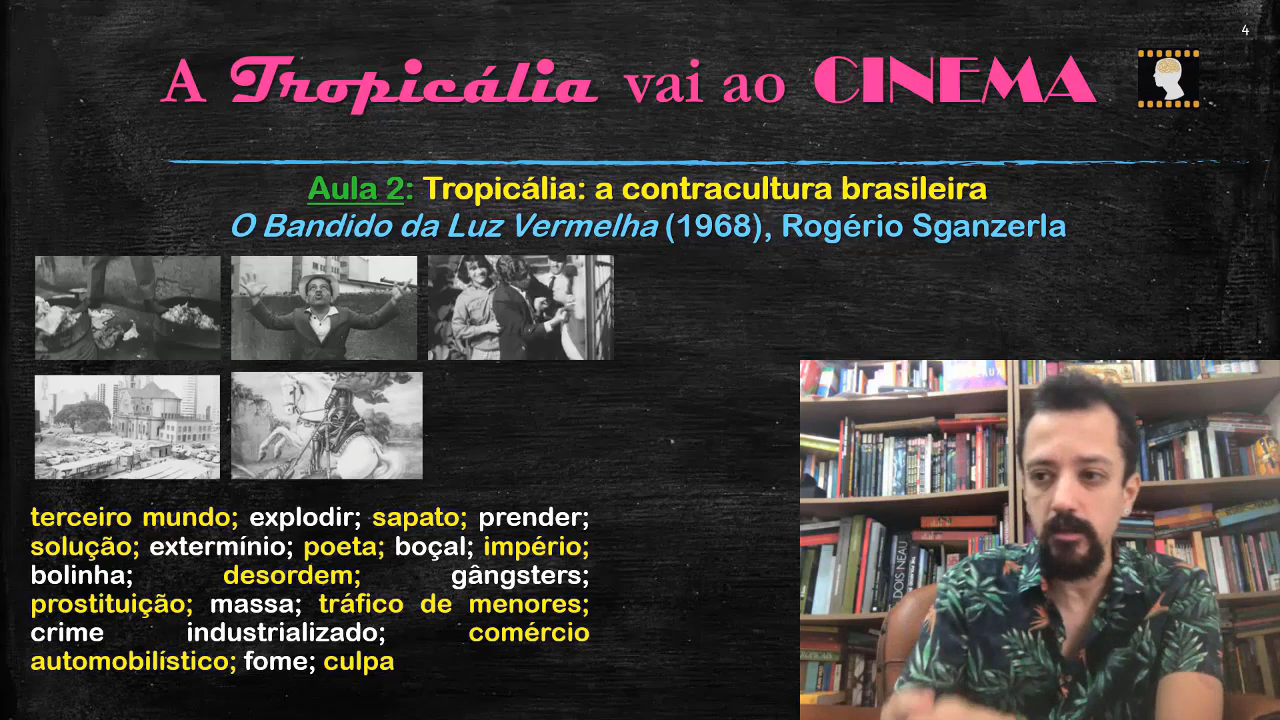 4
A Tropicália vai ao CINEMA
Aula 2: Tropicália: a contracultura brasileira
O Bandido da Luz Vermelha (1968), Rogério Sganzerla
terceiro mundo; explodir; sapato; prender;
solução; extermínio; poeta; boçal; império;
bolinha; desordem; gângsters;
prostituição; massa; tráfico de menores;
crime industrializado; comércio
automobilístico; fome; culpa
DOIS NEAU